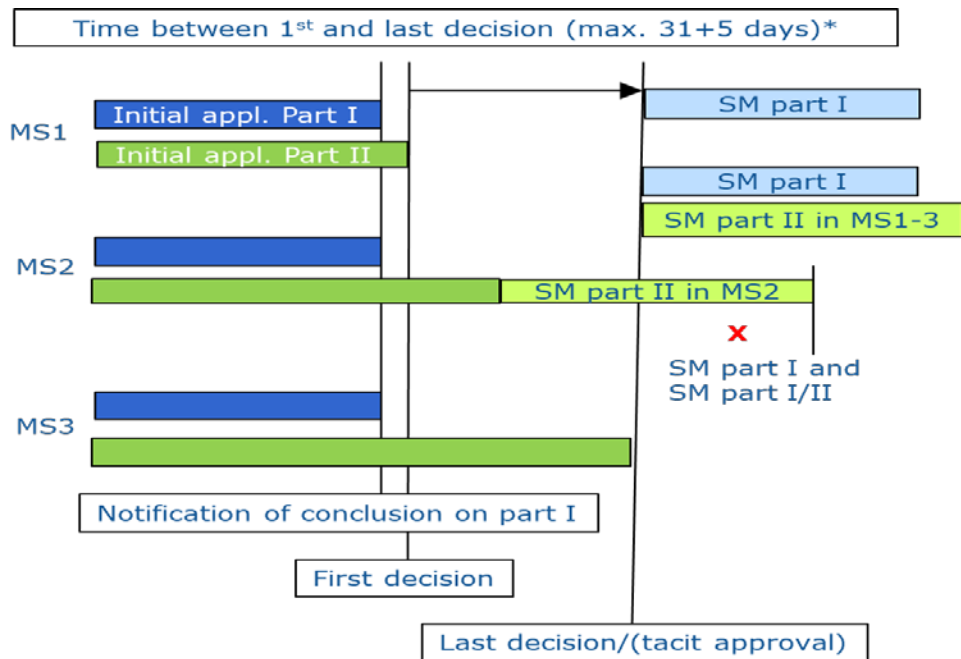 Time between 1st and last decision (max. 31+5 days)*
MS1
Initial appl. Part I
SM part I
Initial appl. Part II
SM part I
SM part II in MS1-3
MS2
SM part II in MS2
x
SM part I and
SM part I/II
MS3
Notification of conclusion on part I
First decision
Last decision/(tacit approval)